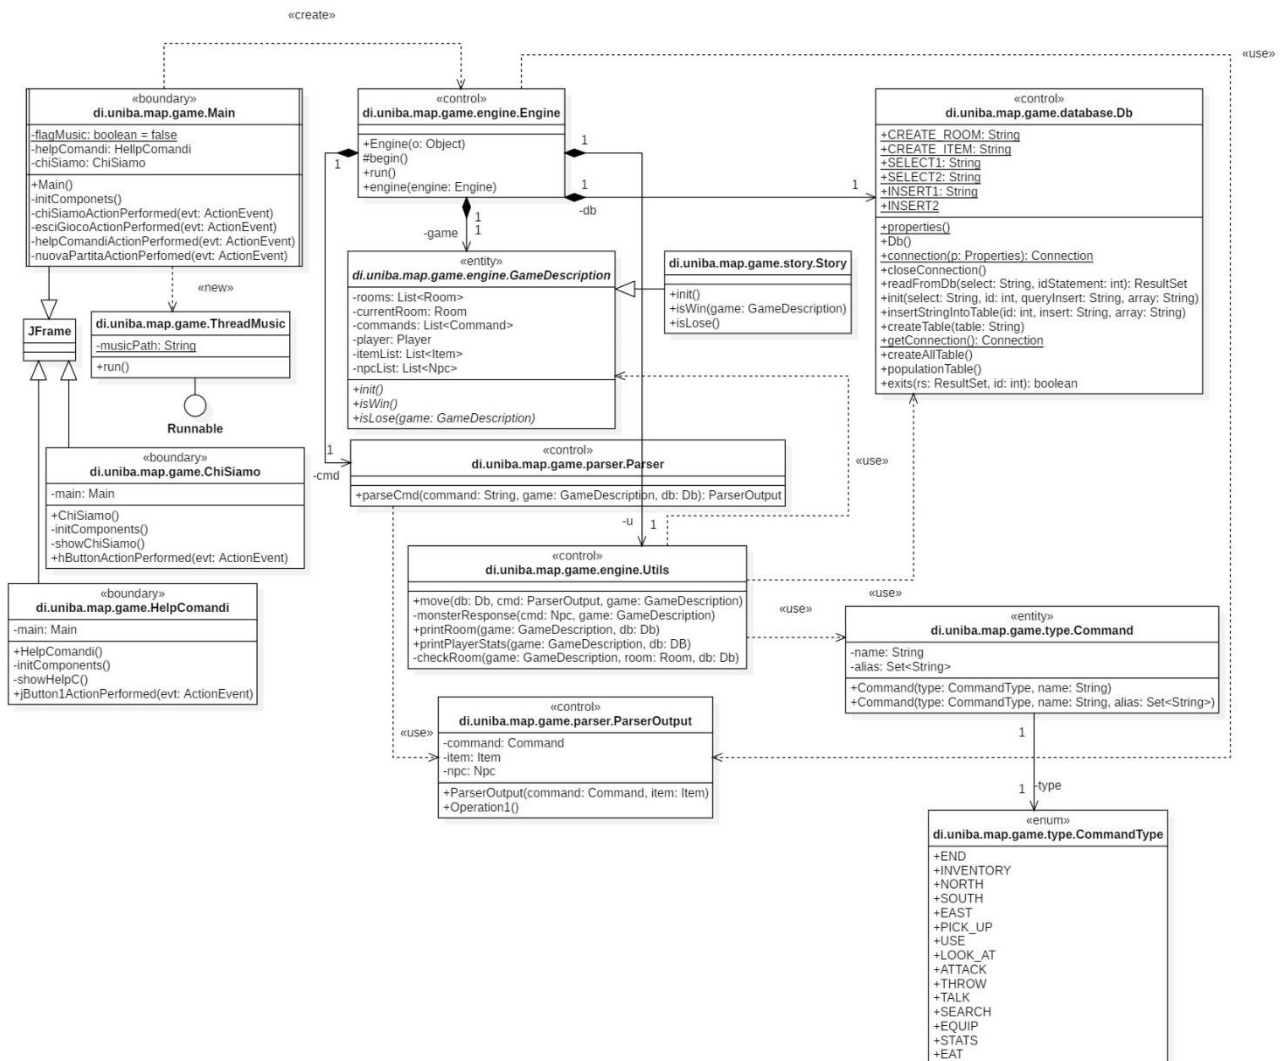 «create»
«use»
«boundary»
di.uniba.map.game.Main
-flagMusic: boolean = false
-helpComandi: HellpComandi
-chiSiamo: ChiSiamo
+Main()
-initComponets()
-chiSiamoActionPerformed(evt: ActionEvent)
-esciGiocoActionPerformed(evt: ActionEvent)
-helpComandiActionPerformed(evt: ActionEvent)
-nuovaPartitaActionPerfomed(evt: ActionEvent)
«control»
di.uniba.map.game.engine.Engine
+Engine(o: Object)
#begin()
+run()
+engine(engine: Engine)
1
1
1
-db
1
1
1
-game
«control»
di.uniba.map.game.database.Db
+CREATE_ROOM: String
+CREATE_ITEM: String
+SELECT1: String
+SELECT2: String
+INSERT1: String
+INSERT2
+properties()
+Db()
+connection(p: Properties): Connection
+closeConnection()
+readFromDb(select: String, idStatement: int): ResultSet
+init(select: String, id: int, queryInsert: String, array: String)
+insertStringIntoTable(id: int, insert: String, array: String)
+createTable(table: String)
+getConnection(): Connection
+createAllTable()
+populationTable()
+exits(rs: ResultSet, id: int): boolean
«entity»
di.uniba.map.game.engine.GameDescription
-rooms: List<Room>
-currentRoom: Room
-commands: List<Command>
-player: Player
-itemList: List<Item>
-npcList: List<Npc>
+init()
+isWin()
+isLose(game: GameDescription)
di.uniba.map.game.story.Story
+init()
+isWin(game: GameDescription)
+isLose()
«new»
JFrame
di.uniba.map.game.ThreadMusic
-musicPath: String
+run()
Runnable
«boundary»
di.uniba.map.game.ChiSiamo
-main: Main
+ChiSiamo()
-initComponents()
-showChiSiamo()
+hButtonActionPerformed(evt: ActionEvent)
1
-cmd
«control»
di.uniba.map.game.parser.Parser
+parseCmd(command: String, game: GameDescription, db: Db): ParserOutput
«use»
-u
1
«control»
di.uniba.map.game.engine.Utils
+move(db: Db, cmd: ParserOutput, game: GameDescription)
-monsterResponse(cmd: Npc, game: GameDescription)
+printRoom(game: GameDescription, db: Db)
+printPlayerStats(game: GameDescription, db: DB)
-checkRoom(game: GameDescription, room: Room, db: Db)
«use»
«use»
«boundary»
di.uniba.map.game.HelpComandi
-main: Main
+HelpComandi()
-initComponents()
-showHelpC()
+jButton1ActionPerformed(evt: ActionEvent)
«entity»
di.uniba.map.game.type.Command
-name: String
-alias: Set<String>
+Command(type: CommandType, name: String)
+Command(type: CommandType, name: String, alias: Set<String>)
«use»
«control»
di.uniba.map.game.parser.ParserOutput
-command: Command
-item: Item
-npc: Npc
+ParserOutput(command: Command, item: Item)
+Operation1()
1
1
-type
«enum»
di.uniba.map.game.type.CommandType
+END
+INVENTORY
+NORTH
+SOUTH
+EAST
+PICK_UP
+USE
+LOOK_AT
+ATTACK
+THROW
+TALK
+SEARCH
+EQUIP
+STATS
+EAT